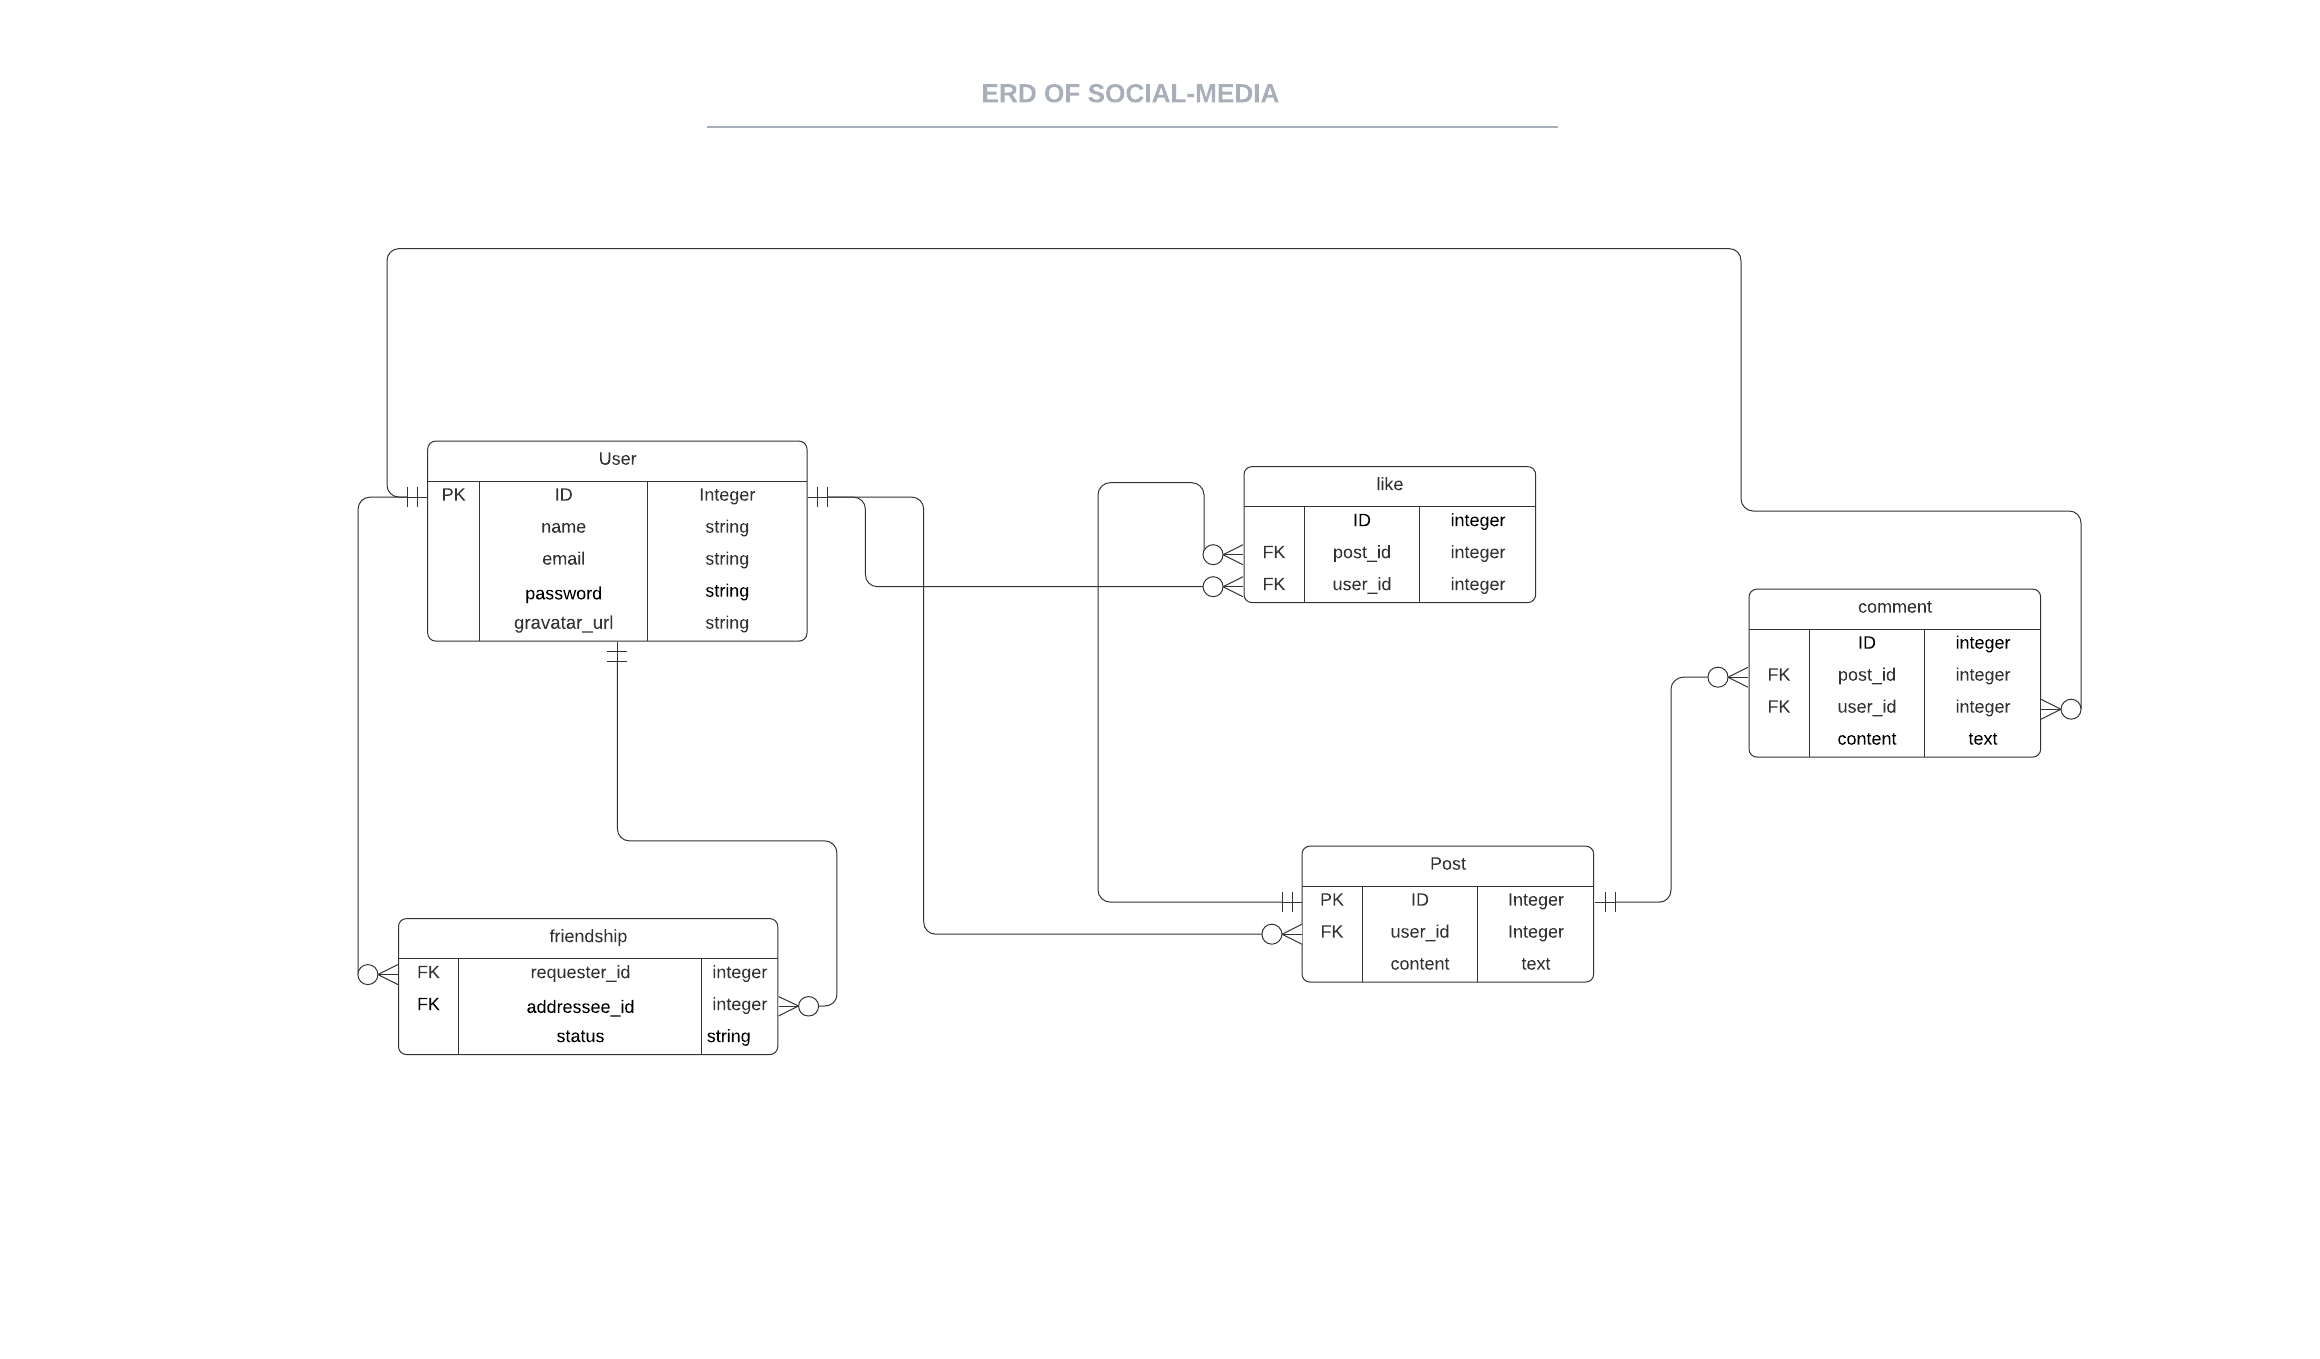 ERD OF SOCIAL-MEDIA
User
PK ID Integer
name string
email string
password string
gravatar_url string
like
ID integer
FK post_id integer
FK user_id integer
comment
ID integer
FK post_id integer
FK user_id integer
content text
Post
PK ID Integer
FK user_id Integer
content text
friendship
FK requester_id integer
FK addressee_id integer
status string